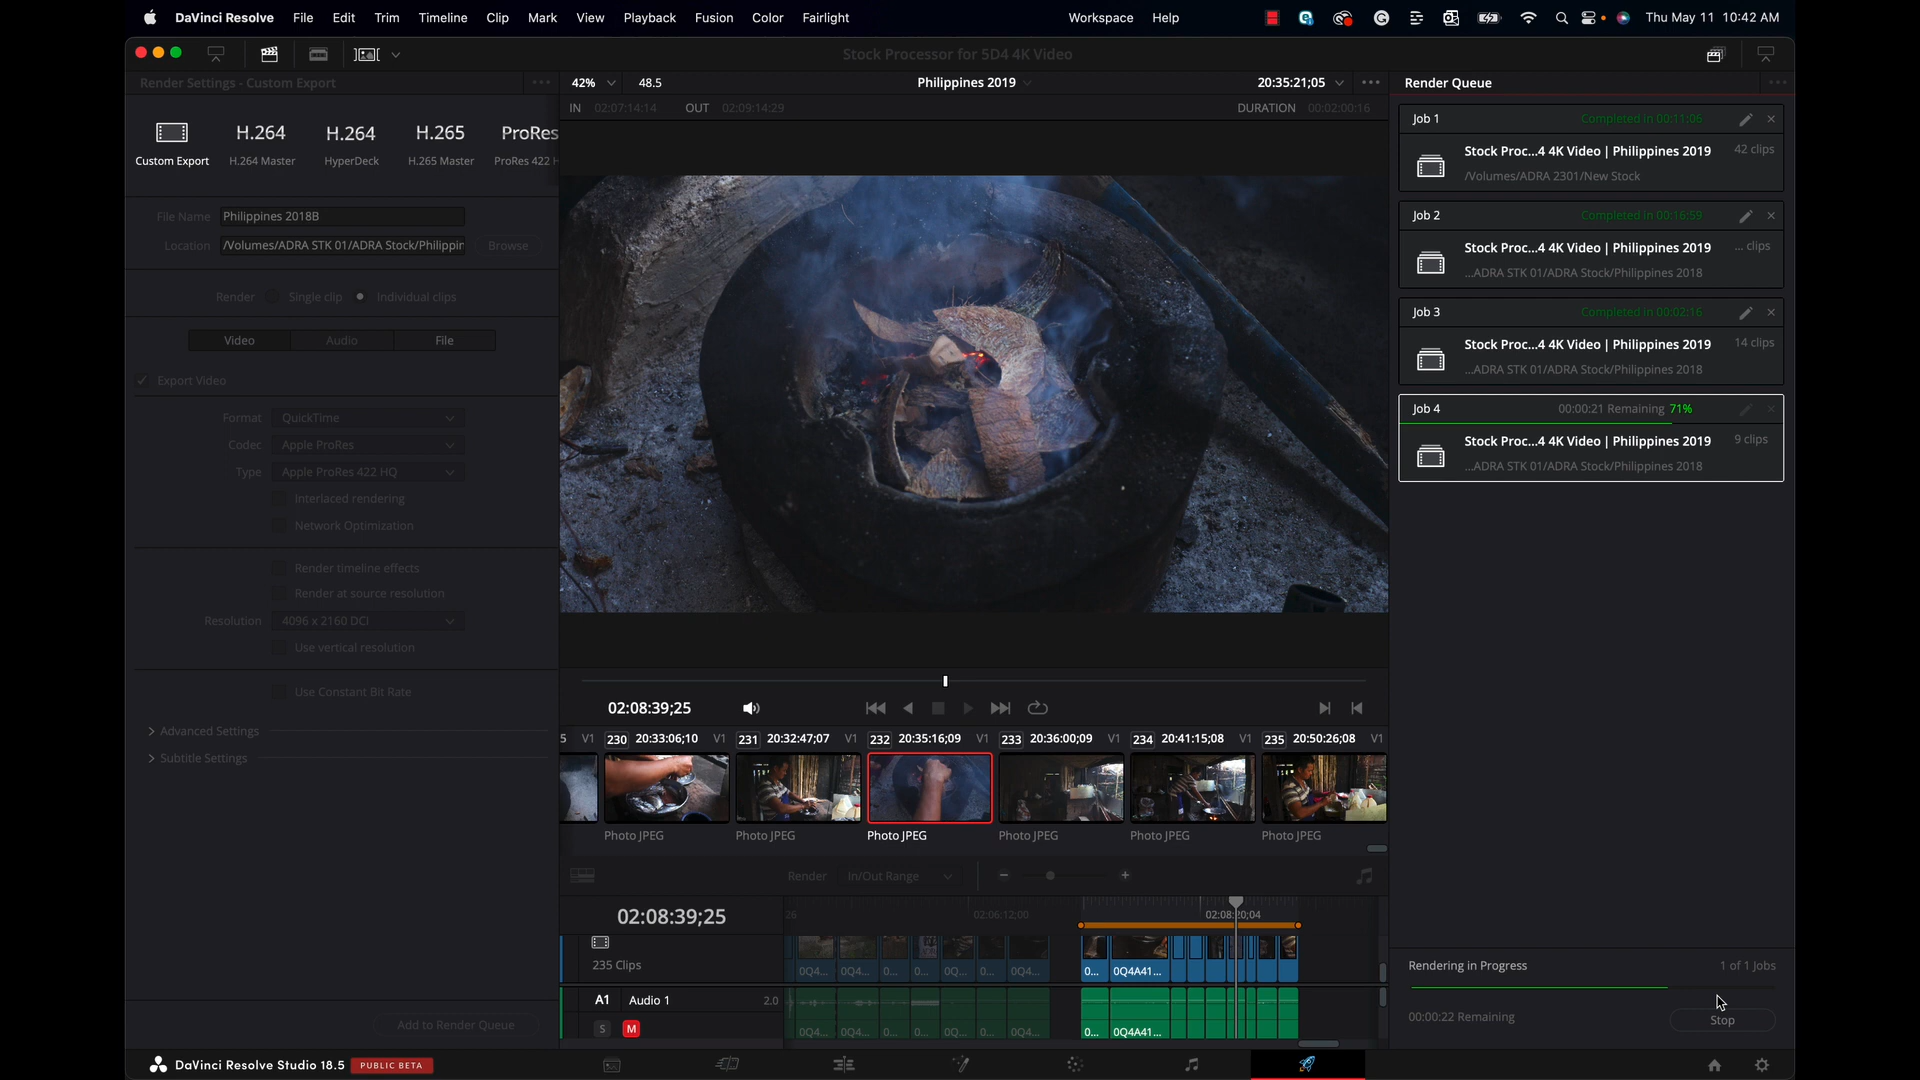 DaVinci Resolve File Edit Trim Timeline Clip Mark View Playback Fusion Color Fairlight Workspace Help Thu May 11 10:42 AM
Stock Processor for 5D4 4K Video
Render Settings - Custom Export
Custom Export
H.264
H.264 Master
H.264
HyperDeck
H.265
H.265 Master
ProRes
ProRes 422 H
File Name Philippines 2018B
Location /Volumes/ADRA STK 01/ADRA Stock/Philippin Browse
Render Single clip Individual clips
Video Audio File
Export Video
Format QuickTime
Codec Apple ProRes
Type Apple ProRes 422 HQ
Interlaced rendering
Network Optimization
Render timeline effects
Render at source resolution
Resolution 4096 x 2160 DCI
Use vertical resolution
Use Constant Bit Rate
Advanced Settings
Subtitle Settings
Add to Render Queue
42% 48.5 Philippines 2019 20:35:21;05
IN 02:07:14:14 OUT 02:09:14:29 DURATION 00:02:00:16
02:08:39;25
5 V1 230 20:33:06;10 V1 231 20:32:47;07 V1 232 20:35:16;09 V1 233 20:36:00;09 V1 234 20:41:15;08 V1 235 20:50:26;08 V1
Photo JPEG Photo JPEG Photo JPEG Photo JPEG Photo JPEG Photo JPEG
Render In/Out Range
02:08:39;25 26 02:06:12;00 02:08:20;04
235 Clips 0Q4... 0Q4... 0... 0... 0Q4... 0... 0Q4... 0... 0Q4A41...
A1 Audio 1 2.0
S M 0Q4... 0Q4... 0... 0... 0Q4... 0... 0Q4... 0... 0Q4A41...
Render Queue
Job 1 Completed in 00:11:06
Stock Proc...4 4K Video | Philippines 2019 42 clips
/Volumes/ADRA 2301/New Stock
Job 2 Completed in 00:16:59
Stock Proc...4 4K Video | Philippines 2019 ... clips
...ADRA STK 01/ADRA Stock/Philippines 2018
Job 3 Completed in 00:02:16
Stock Proc...4 4K Video | Philippines 2019 14 clips
...ADRA STK 01/ADRA Stock/Philippines 2018
Job 4 00:00:21 Remaining 71%
Stock Proc...4 4K Video | Philippines 2019 9 clips
...ADRA STK 01/ADRA Stock/Philippines 2018
Rendering in Progress 1 of 1 Jobs
00:00:22 Remaining Stop
DaVinci Resolve Studio 18.5 PUBLIC BETA